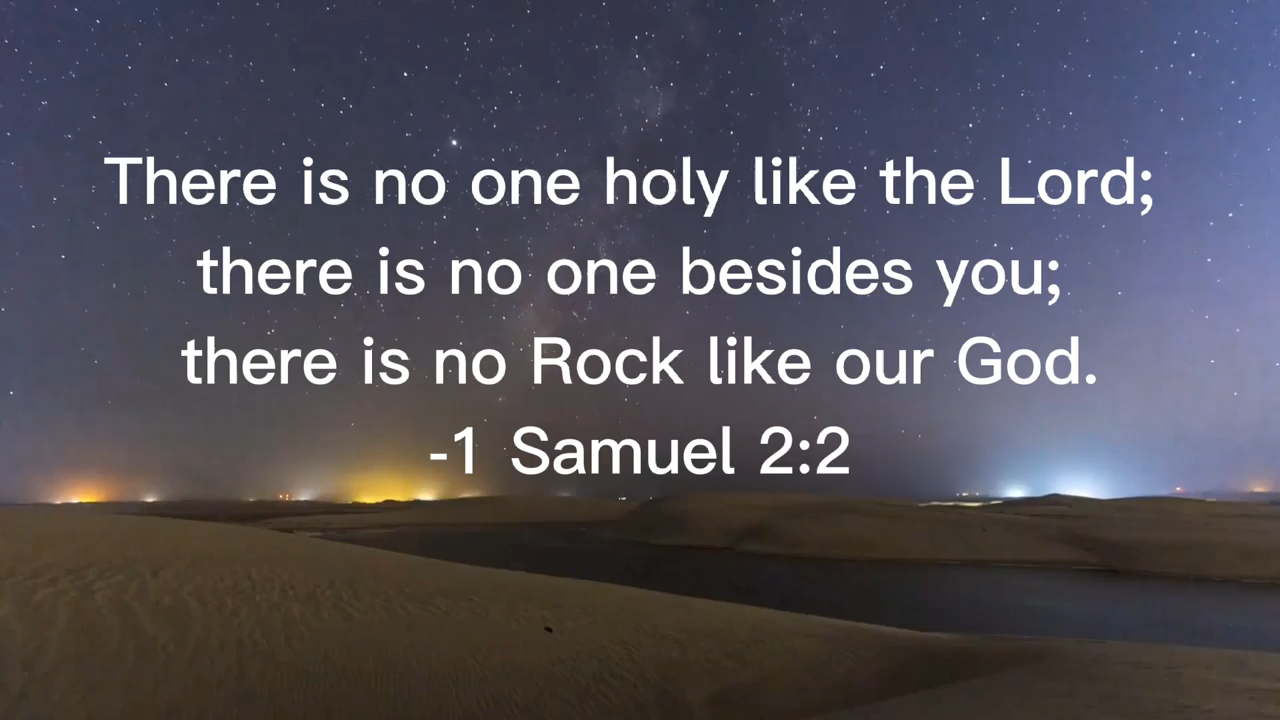 There is no one holy like the Lord;
there is no one besides you;
there is no Rock like our God.
-1 Samuel 2:2